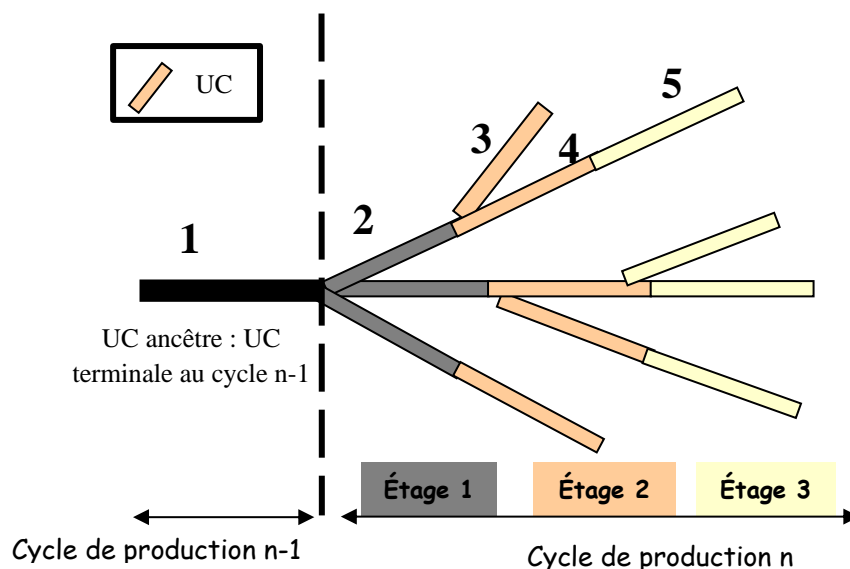 UC
5
3
4
2
1
UC ancêtre : UC
terminale au cycle n-1
Étage 1
Étage 2
Étage 3
Cycle de production n-1
Cycle de production n